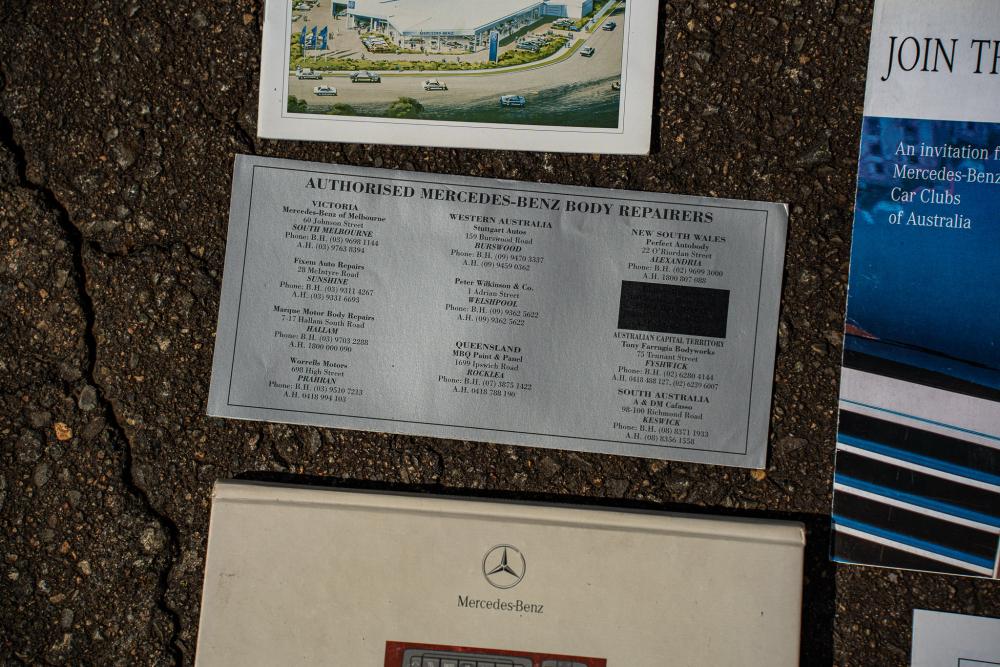 MERCEDES-BENZ
JOIN TH
An invitation f
Mercedes-Benz
Car Clubs
of Australia
AUTHORISED MERCEDES-BENZ BODY REPAIRERS
VICTORIA
Mercedes-Benz of Melbourne
60 Johnson Street
SOUTH MELBOURNE
Phone: B.H. (03) 9698 1144
A.H. (03) 9763 8394
Fixem Auto Repairs
28 McIntyre Road
SUNSHINE
Phone: B.H. (03) 9311 4267
A.H. (03) 9331 6693
Marque Motor Body Repairs
7-17 Hallam South Road
HALLAM
Phone: B.H. (03) 9703 2288
A.H. 1800 000 090
Worrells Motors
698 High Street
PRAHRAN
Phone: B.H. (03) 9510 7233
A.H. 0418 994 103
WESTERN AUSTRALIA
Stuttgart Autos
159 Burswood Road
BURSWOOD
Phone: B.H. (09) 9470 3337
A.H. (09) 9459 0362
Peter Wilkinson & Co.
1 Adrian Street
WELSHPOOL
Phone: B.H. (09) 9362 5622
A.H. (09) 9362 5622
QUEENSLAND
MBQ Paint & Panel
1699 Ipswich Road
ROCKLEA
Phone: B.H. (07) 3875 1422
A.H. 0418 788 190
NEW SOUTH WALES
Perfect Autobody
22 O'Riordan Street
ALEXANDRIA
Phone: B.H. (02) 9699 3000
A.H. 1800 807 088
AUSTRALIAN CAPITAL TERRITORY
Tony Farrugia Bodyworks
75 Tennant Street
FYSHWICK
Phone: B.H. (02) 6280 4144
A.H. 0418 488 127, (02) 6239 6007
SOUTH AUSTRALIA
A & DM Cafasso
98-100 Richmond Road
KESWICK
Phone: B.H. (08) 8371 1933
A.H. (08) 8356 1558
Mercedes-Benz